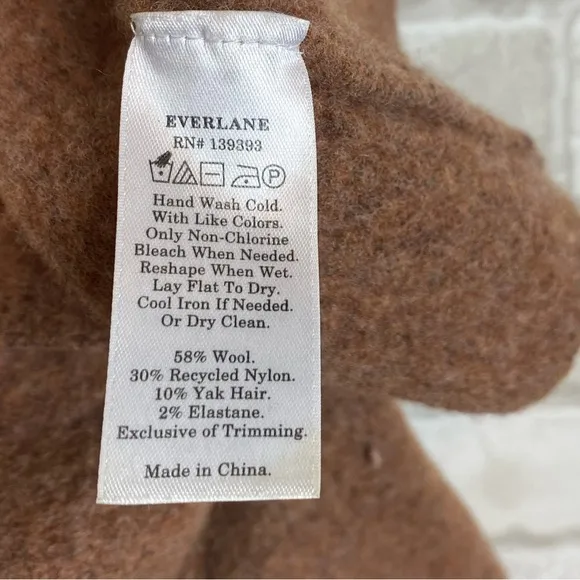 EVERLANE
RN# 139393
P
Hand Wash Cold.
With Like Colors.
Only Non-Chlorine
Bleach When Needed.
Reshape When Wet.
Lay Flat To Dry.
Cool Iron If Needed.
Or Dry Clean.
58% Wool.
30% Recycled Nylon.
10% Yak Hair.
2% Elastane.
Exclusive of Trimming.
Made in China.